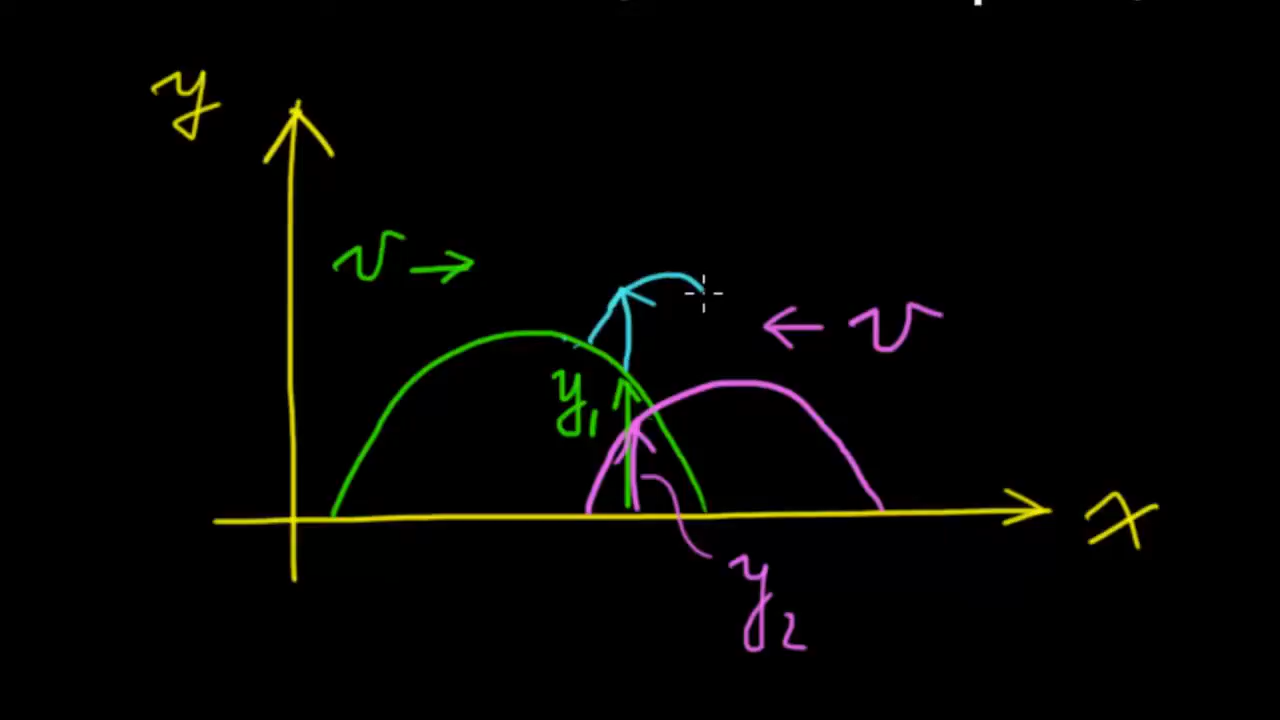 y
v →
← v
y₁
x
y₂